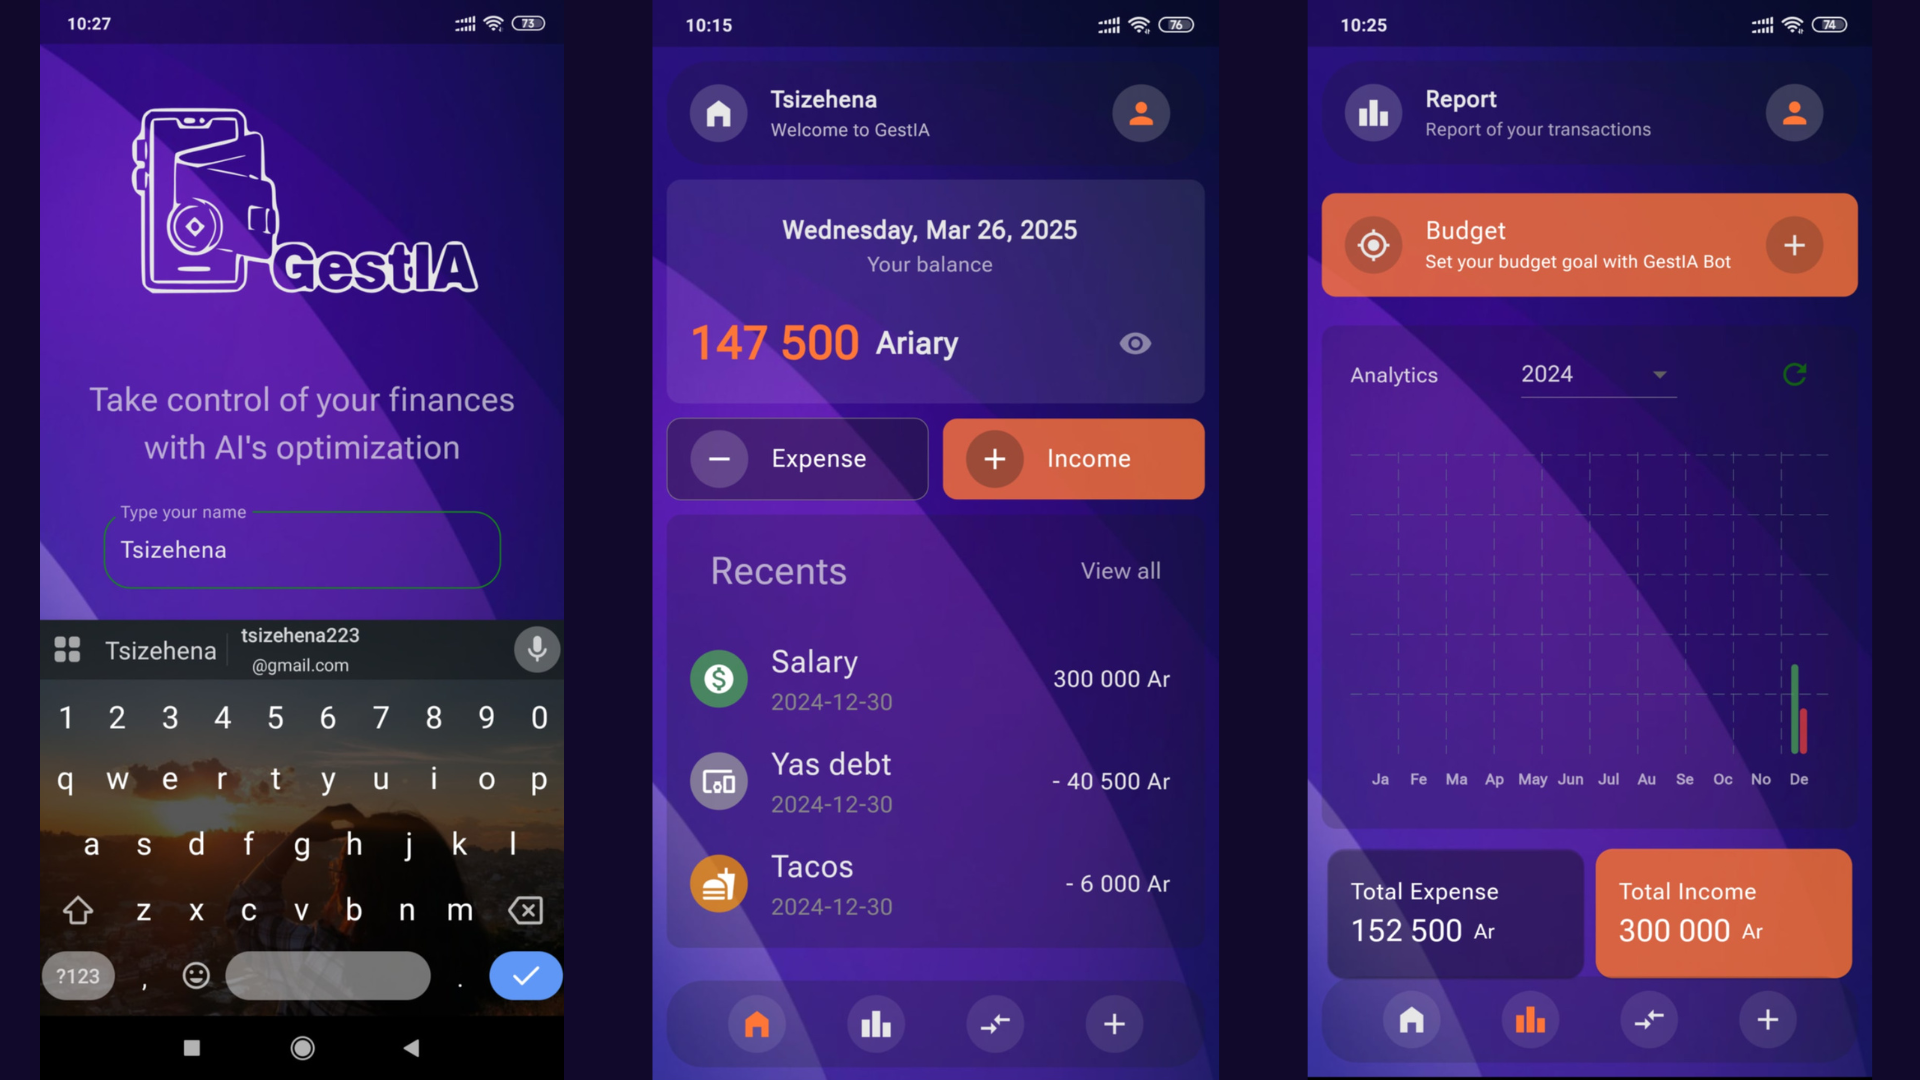 10:27
73
GestIA
Take control of your finances
with AI's optimization
Type your name
Tsizehena
Tsizehena
tsizehena223
@gmail.com
1 2 3 4 5 6 7 8 9 0
q w e r t y u i o p
a s d f g h j k l
z x c v b n m
?123 , .
10:15
76
Tsizehena
Welcome to GestIA
Wednesday, Mar 26, 2025
Your balance
147 500 Ariary
Expense
Income
Recents
View all
Salary
2024-12-30
300 000 Ar
Yas debt
2024-12-30
- 40 500 Ar
Tacos
2024-12-30
- 6 000 Ar
10:25
74
Report
Report of your transactions
Budget
Set your budget goal with GestIA Bot
Analytics
2024
Ja Fe Ma Ap May Jun Jul Au Se Oc No De
Total Expense
152 500 Ar
Total Income
300 000 Ar